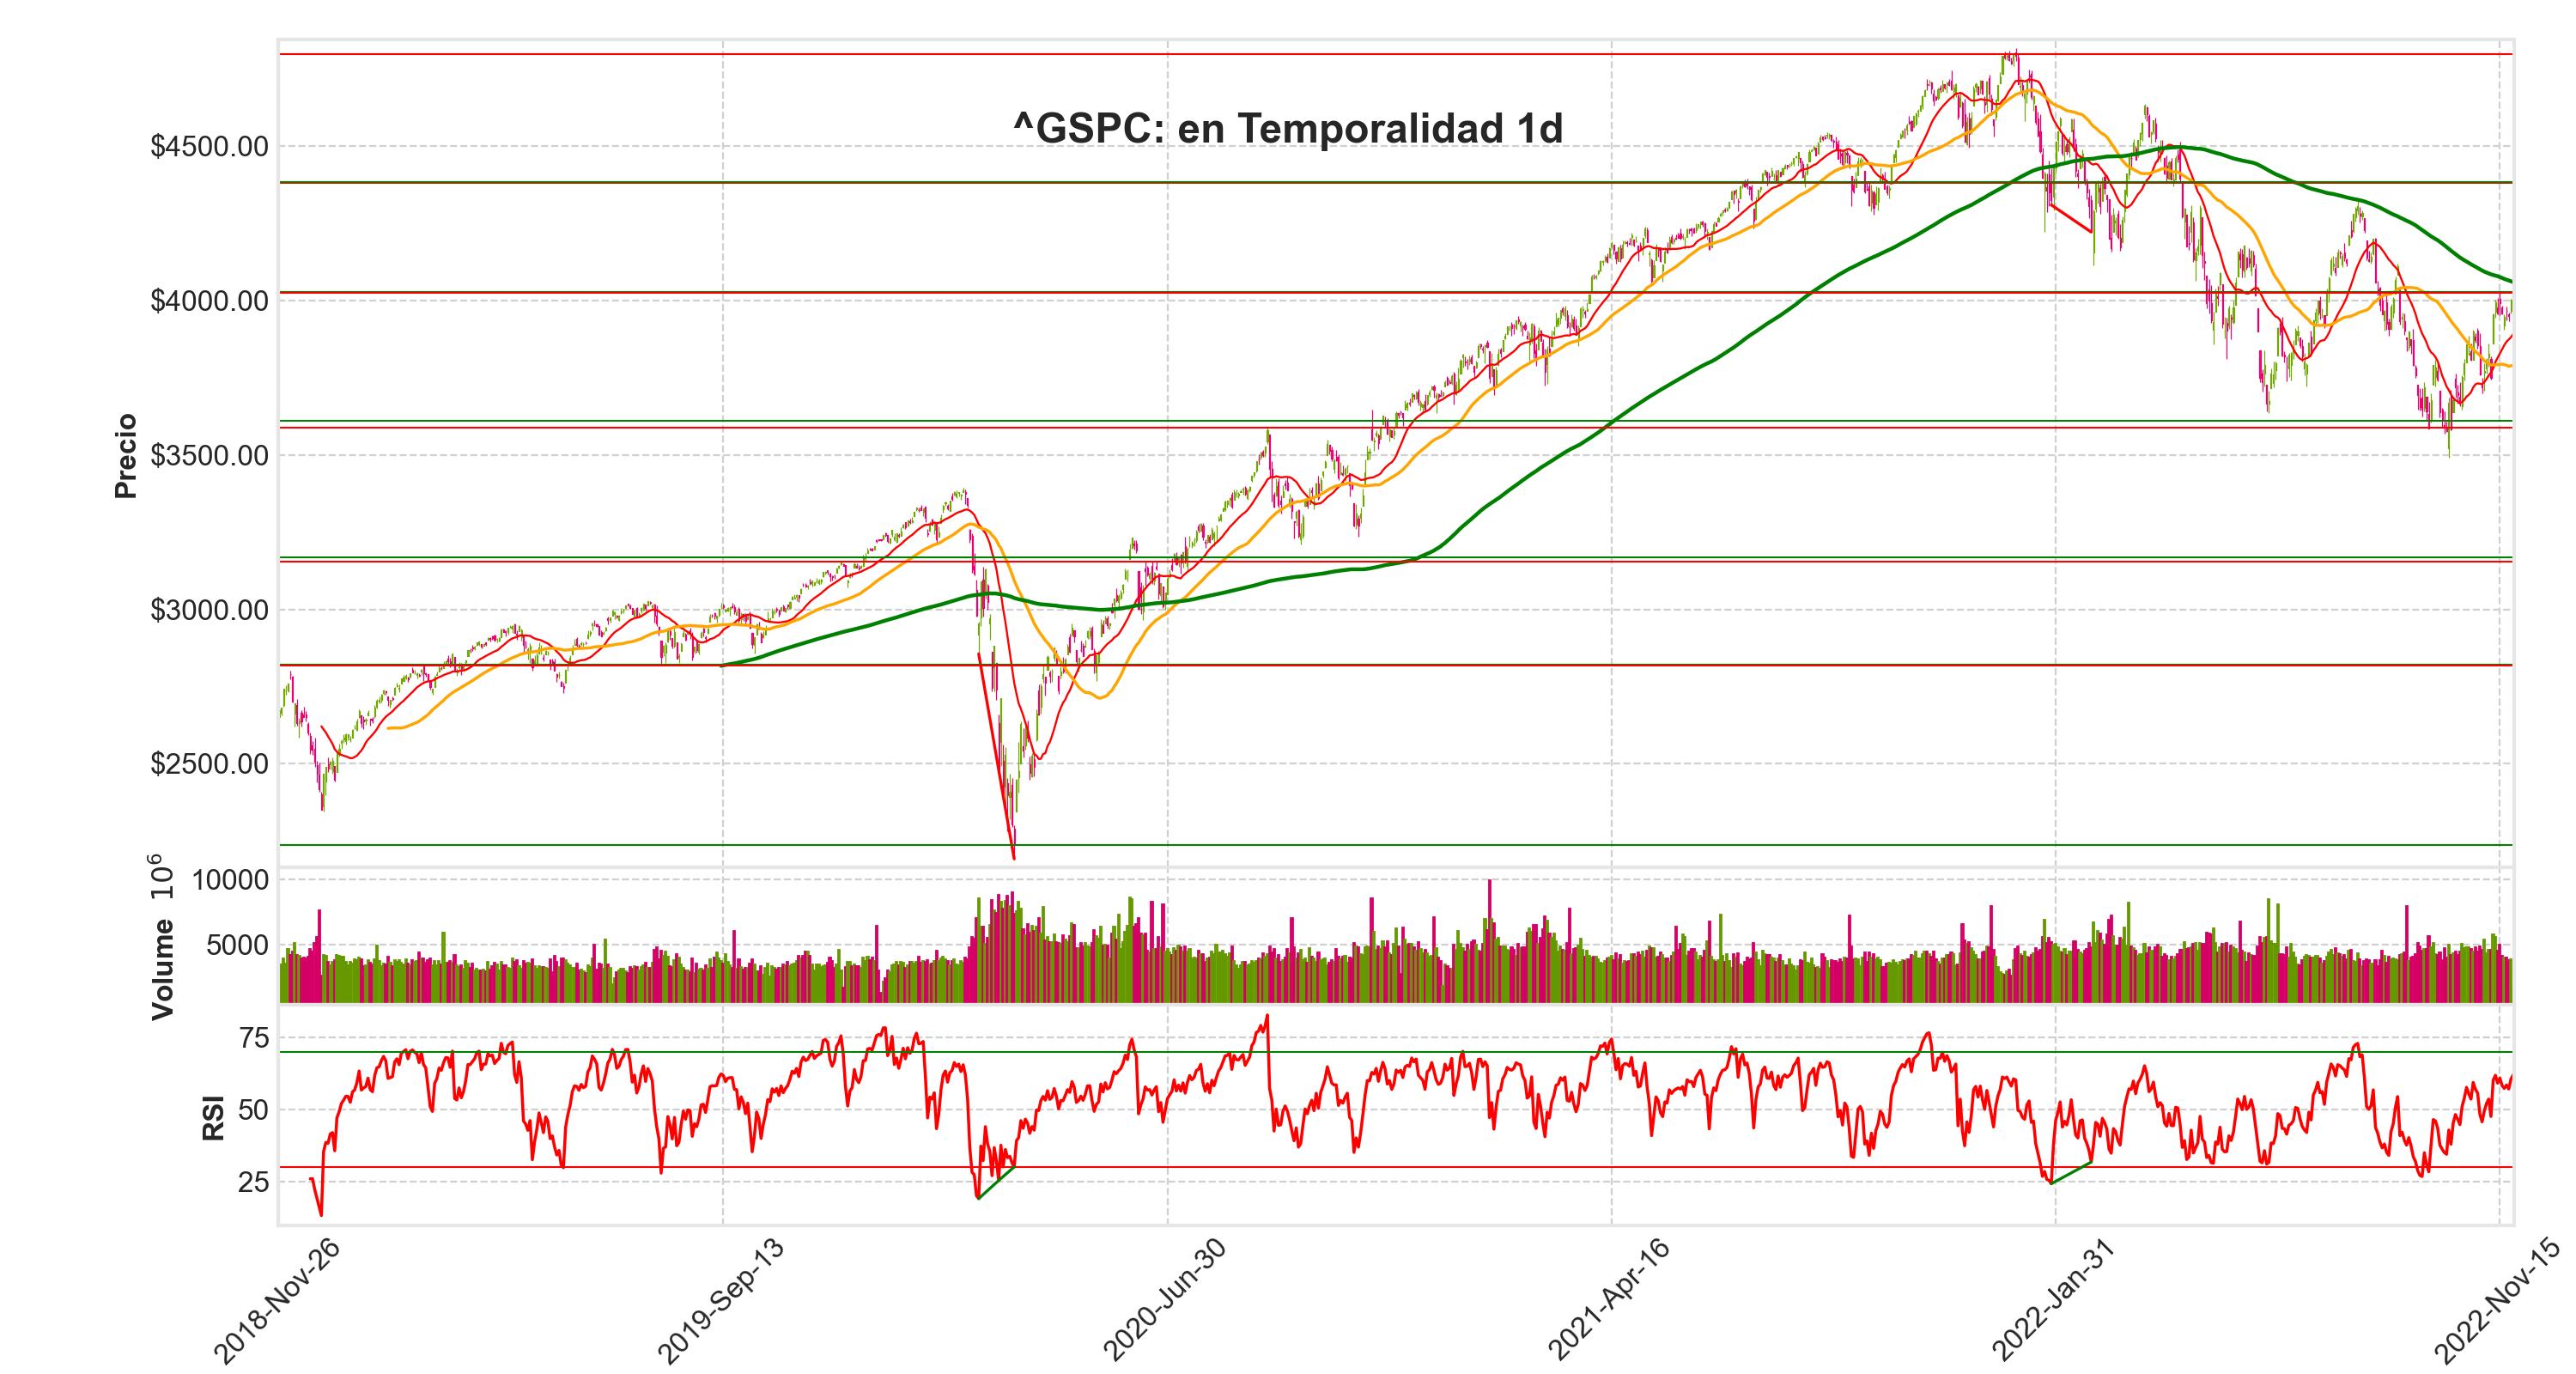 ^GSPC: en Temporalidad 1d
Precio
$4500.00
$4000.00
$3500.00
$3000.00
$2500.00
Volume 10^6
10000
5000
RSI
75
50
25
2018-Nov-26
2019-Sep-13
2020-Jun-30
2021-Apr-16
2022-Jan-31
2022-Nov-15